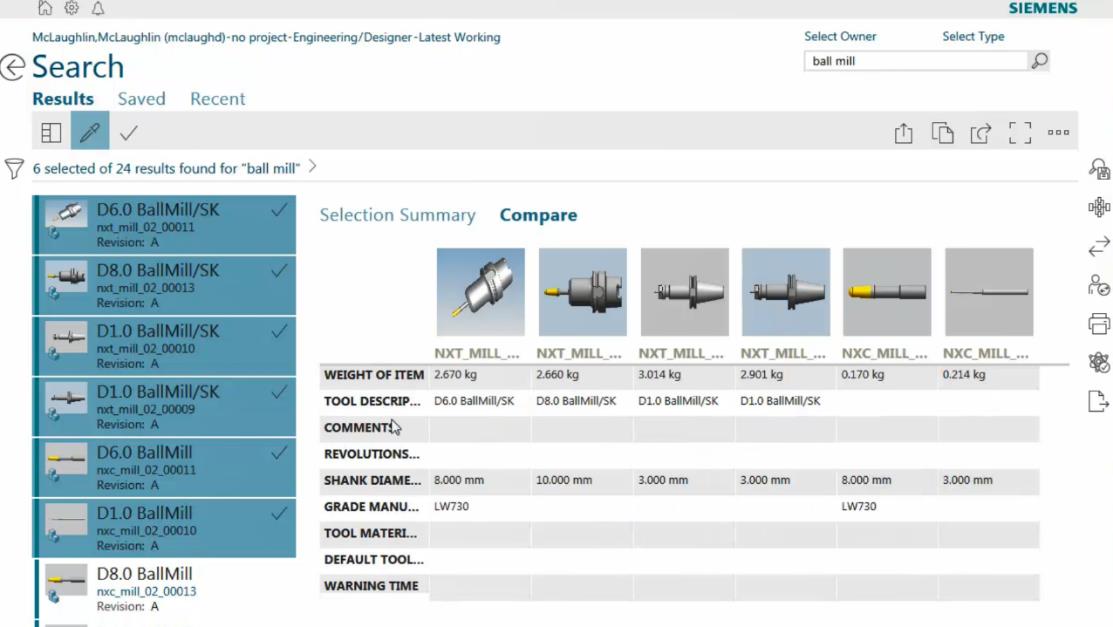 SIEMENS
McLaughlin,McLaughlin (mclaughd)-no project-Engineering/Designer-Latest Working
Select Owner
Select Type
Search
ball mill
Results
Saved
Recent
6 selected of 24 results found for "ball mill"
D6.0 BallMill/SK
nxt_mill_02_00011
Revision: A
D8.0 BallMill/SK
nxt_mill_02_00013
Revision: A
D1.0 BallMill/SK
nxt_mill_02_00010
Revision: A
D1.0 BallMill/SK
nxt_mill_02_00009
Revision: A
D6.0 BallMill
nxc_mill_02_00011
Revision: A
D1.0 BallMill
nxc_mill_02_00010
Revision: A
D8.0 BallMill
nxc_mill_02_00013
Revision: A
Selection Summary
Compare
NXT_MILL_... NXT_MILL_... NXT_MILL_... NXT_MILL_... NXC_MILL_... NXC_MILL_...
WEIGHT OF ITEM 2.670 kg 2.660 kg 3.014 kg 2.901 kg 0.170 kg 0.214 kg
TOOL DESCRIP... D6.0 BallMill/SK D8.0 BallMill/SK D1.0 BallMill/SK D1.0 BallMill/SK
COMMENTS
REVOLUTIONS...
SHANK DIAME... 8.000 mm 10.000 mm 3.000 mm 3.000 mm 8.000 mm 3.000 mm
GRADE MANU... LW730 LW730
TOOL MATERI...
DEFAULT TOOL...
WARNING TIME